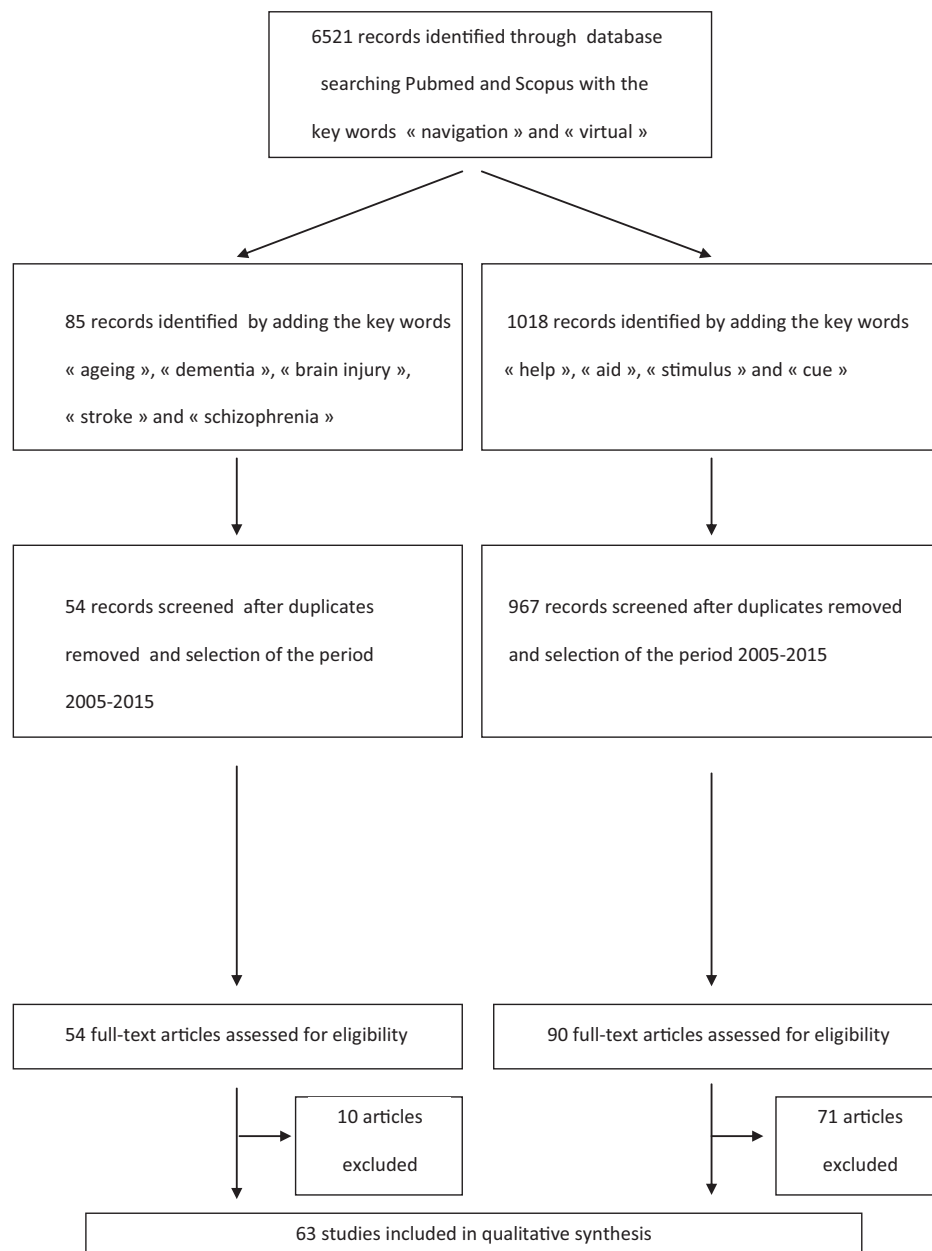 6521 records identified through database
searching Pubmed and Scopus with the
key words « navigation » and « virtual »
85 records identified by adding the key words
« ageing », « dementia », « brain injury »,
« stroke » and « schizophrenia »
1018 records identified by adding the key words
« help », « aid », « stimulus » and « cue »
54 records screened after duplicates
removed and selection of the period
2005-2015
967 records screened after duplicates removed
and selection of the period 2005-2015
54 full-text articles assessed for eligibility
90 full-text articles assessed for eligibility
10 articles
excluded
71 articles
excluded
63 studies included in qualitative synthesis